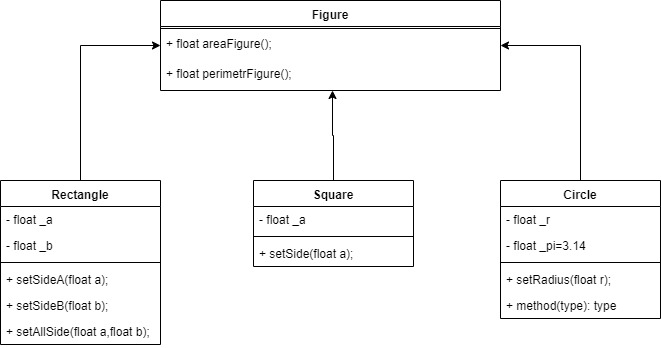 Figure
+ float areaFigure();
+ float perimetrFigure();
Rectangle
- float _a
- float _b
+ setSideA(float a);
+ setSideB(float b);
+ setAllSide(float a,float b);
Square
- float _a
+ setSide(float a);
Circle
- float _r
- float _pi=3.14
+ setRadius(float r);
+ method(type): type